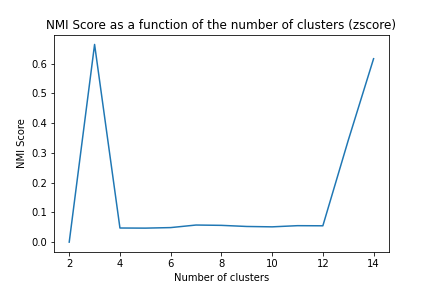 NMI Score as a function of the number of clusters (zscore)
0.6
0.5
0.4
0.3
0.2
0.1
0.0
NMI Score
2 4 6 8 10 12 14
Number of clusters